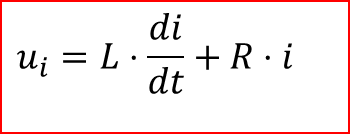 u_i = L · di/dt + R · i